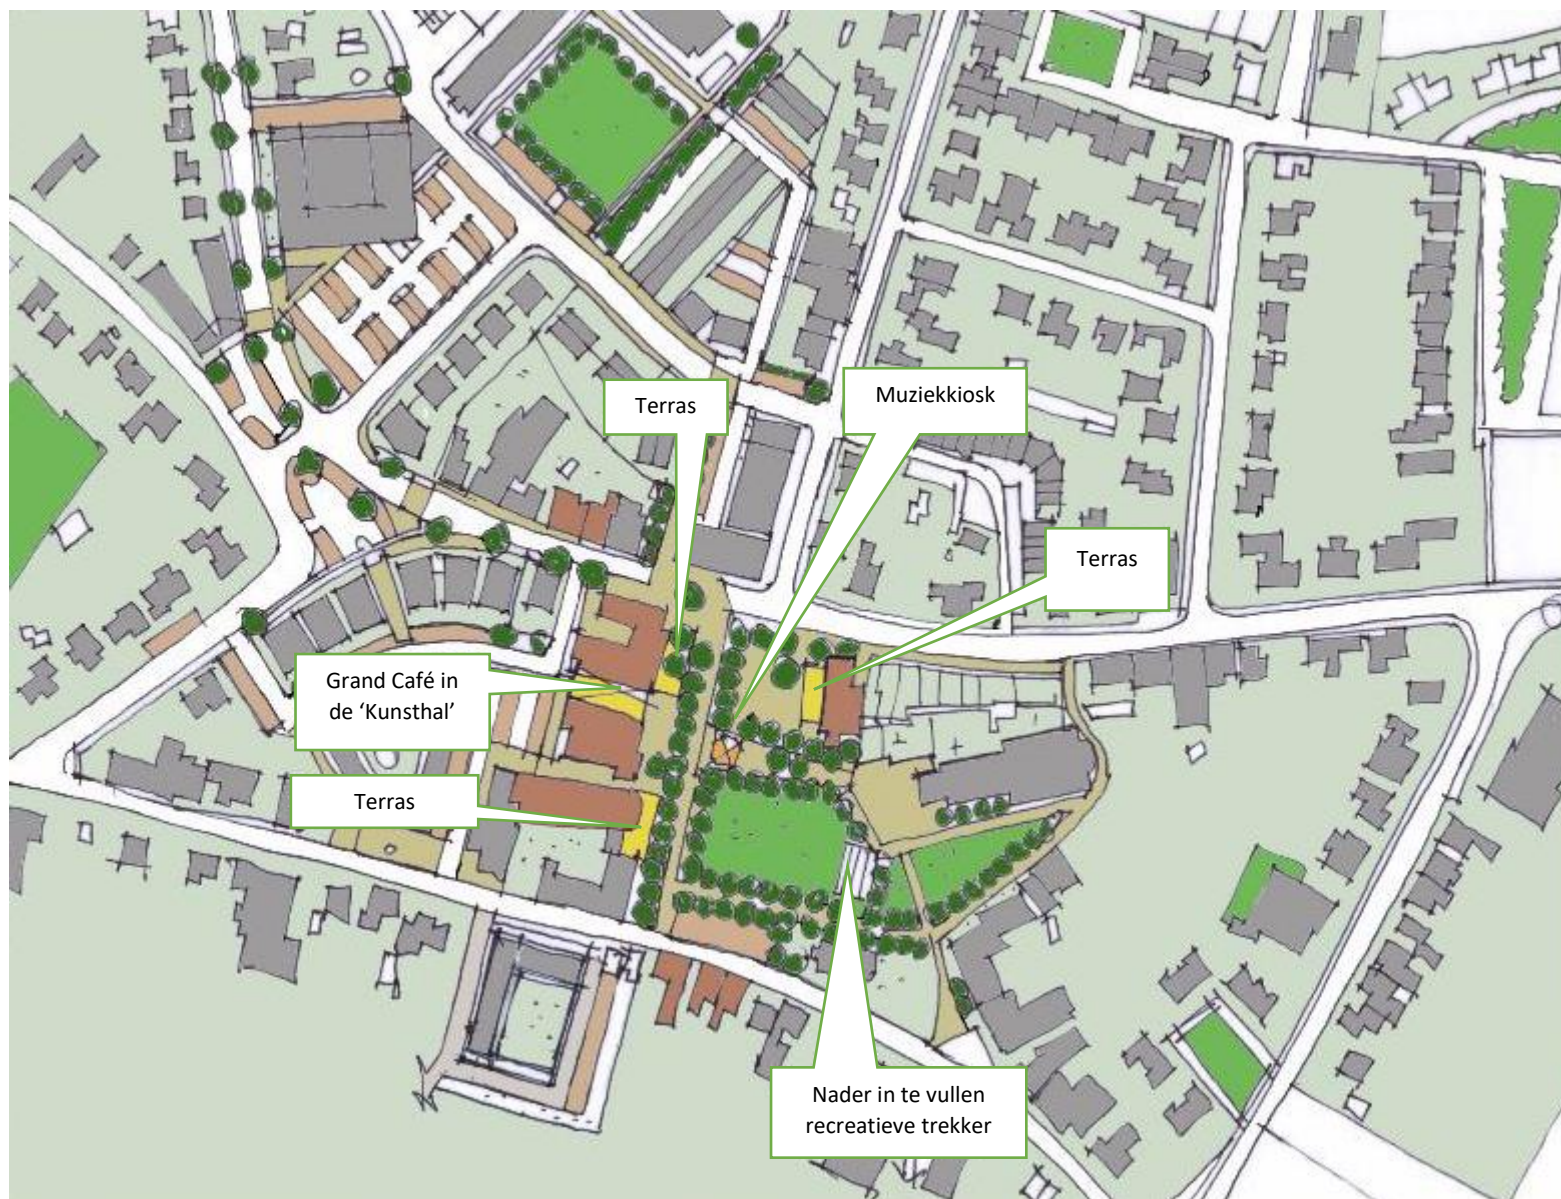 Muziekkiosk
Terras
Terras
Grand Café in
de ‘Kunsthal’
Terras
Nader in te vullen
recreatieve trekker